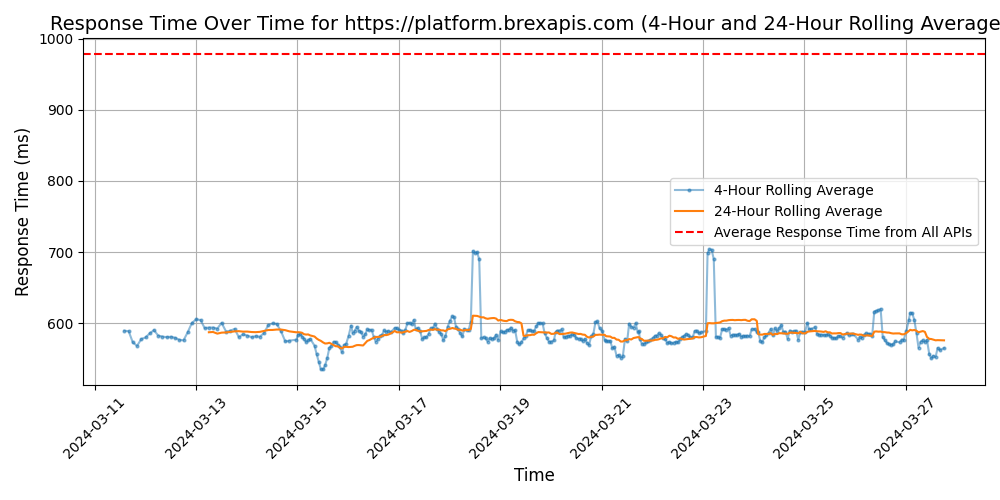 Response Time Over Time for https://platform.brexapis.com (4-Hour and 24-Hour Rolling Average
Response Time (ms)
1000
900
800
700
600
4-Hour Rolling Average
24-Hour Rolling Average
Average Response Time from All APIs
2024-03-11
2024-03-13
2024-03-15
2024-03-17
2024-03-19
2024-03-21
2024-03-23
2024-03-25
2024-03-27
Time